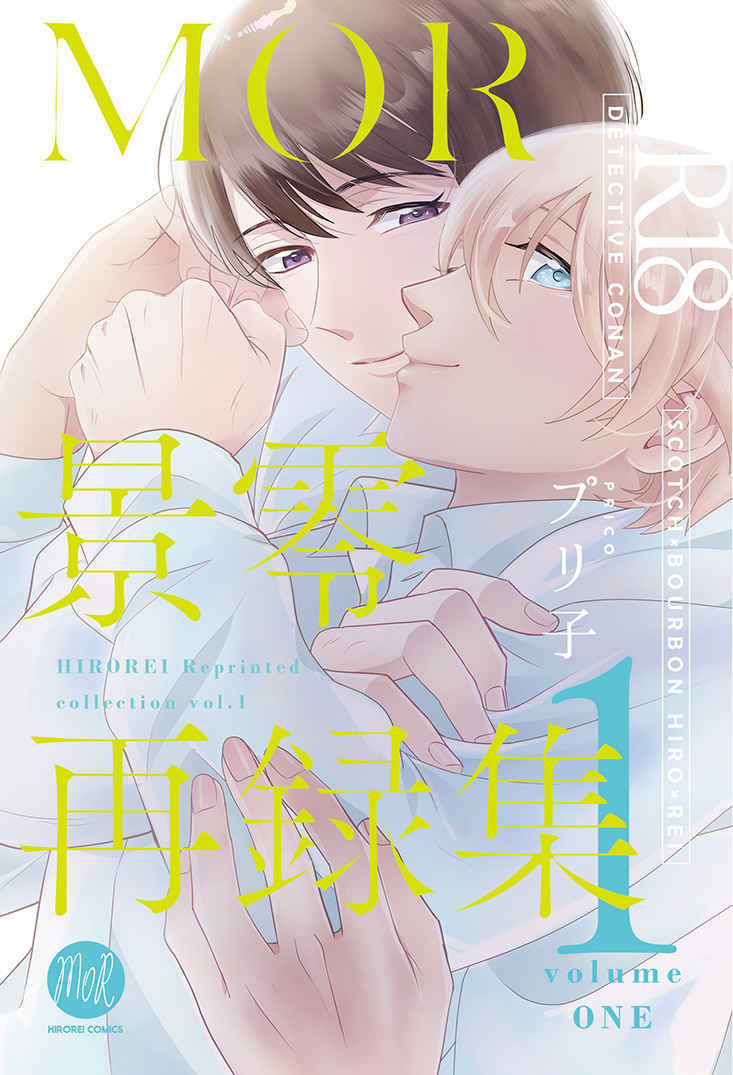 MOR
R18
DETECTIVE CONAN
SCOTCH×BOURBON HIRO×REI
プリ子
PRICO
景零
HIROREI Reprinted
collection vol.1
再録集
1
volume
ONE
MoR
HIROREI COMICS